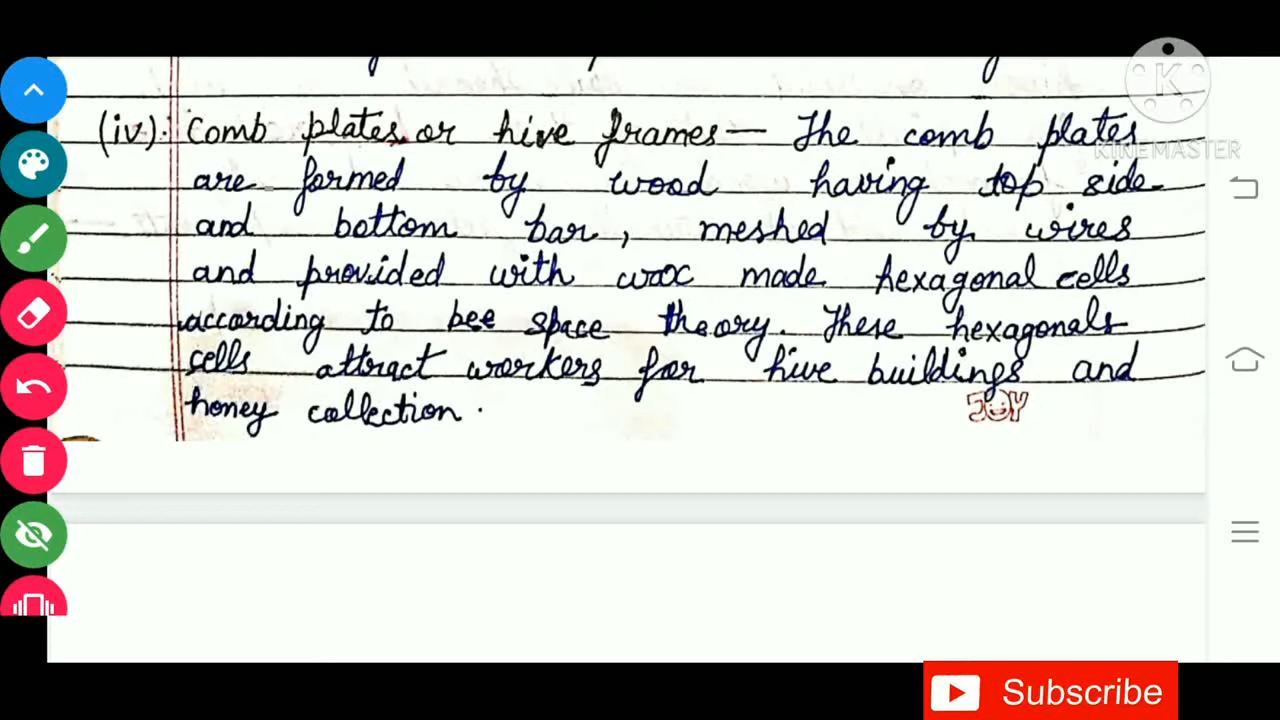 KINEMASTER
(iv). Comb plates or hive frames — The comb plates
are formed by wood having top side
and bottom bar, meshed by wires
and provided with wax made hexagonal cells
according to bee space theory. These hexagonals
cells attract workers for hive buildings and
honey collection.
JOY
Subscribe